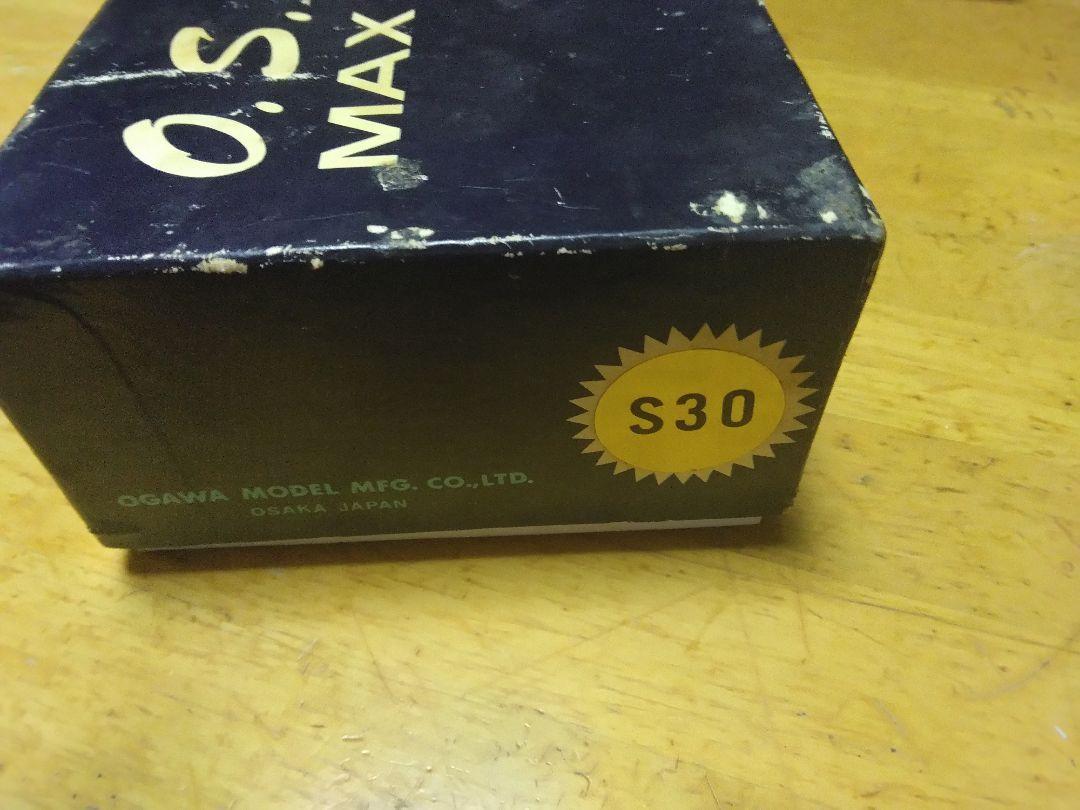 O.S.
MAX
S30
OGAWA MODEL MFG. CO.,LTD.
OSAKA JAPAN